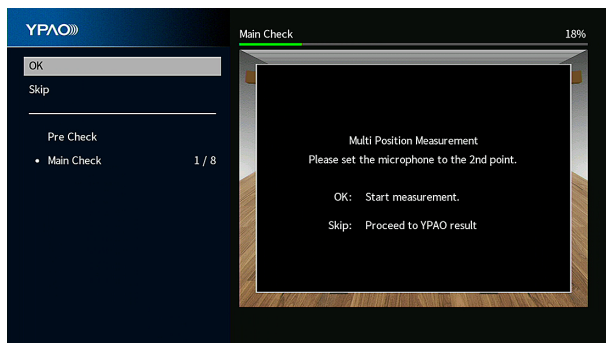 YPAO
OK
Skip
Pre Check
• Main Check 1 / 8
Main Check 18%
Multi Position Measurement
Please set the microphone to the 2nd point.
OK: Start measurement.
Skip: Proceed to YPAO result